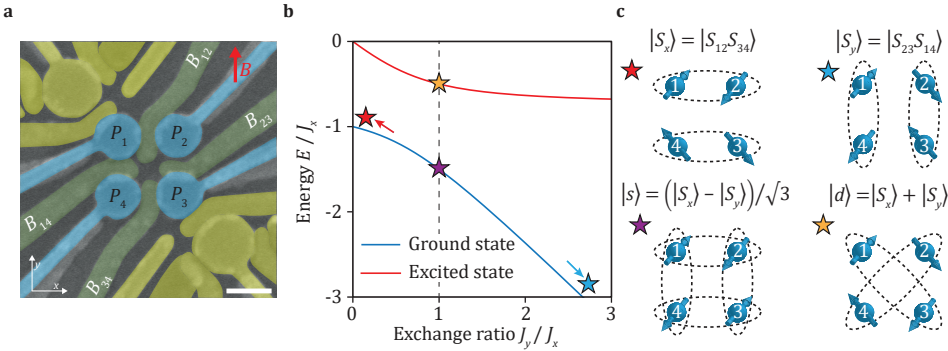 a
B12
B
B23
P1
P2
P4
P3
B14
B34
y
x
b
Energy E / Jx
0
-1
-2
-3
Ground state
Excited state
0
1
2
3
Exchange ratio Jy / Jx
c
|Sx⟩ = |S12S34⟩
|Sy⟩ = |S23S14⟩
1
2
4
3
1
2
4
3
|s⟩ = (|Sx⟩ − |Sy⟩)/√3
|d⟩ = |Sx⟩ + |Sy⟩
1
2
4
3
1
2
4
3